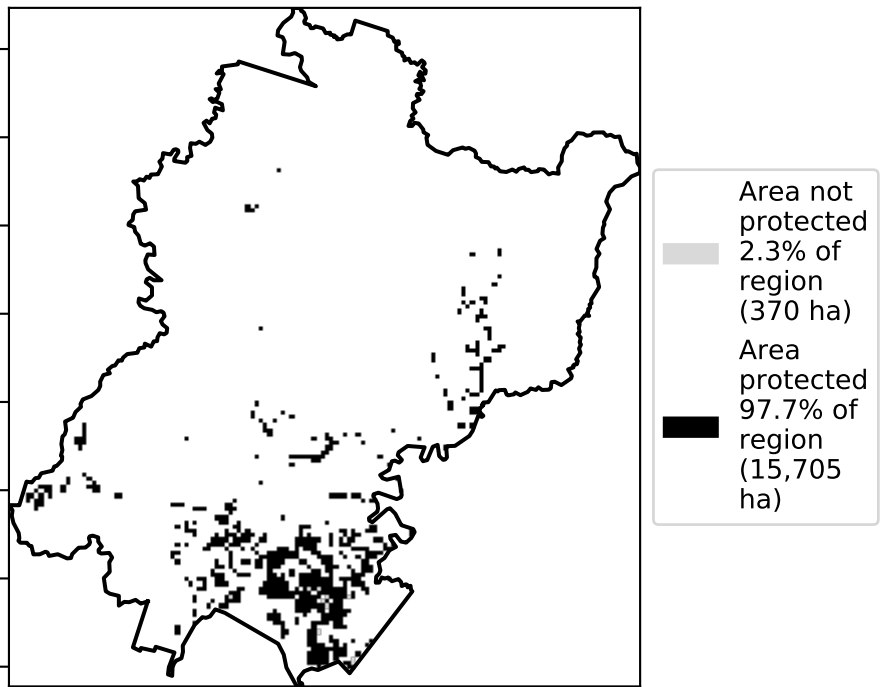 Area not
protected
2.3% of
region
(370 ha)
Area
protected
97.7% of
region
(15,705
ha)